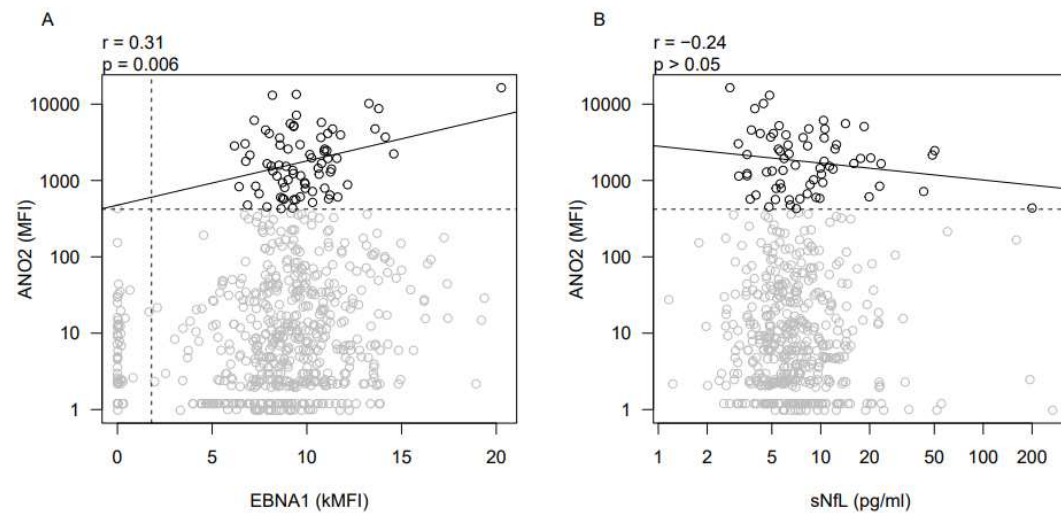 A
r = 0.31
p = 0.006
10000
1000
100
10
1
ANO2 (MFI)
0 5 10 15 20
EBNA1 (kMFI)
B
r = −0.24
p > 0.05
10000
1000
100
10
1
ANO2 (MFI)
1 2 5 10 20 50 100 200
sNfL (pg/ml)